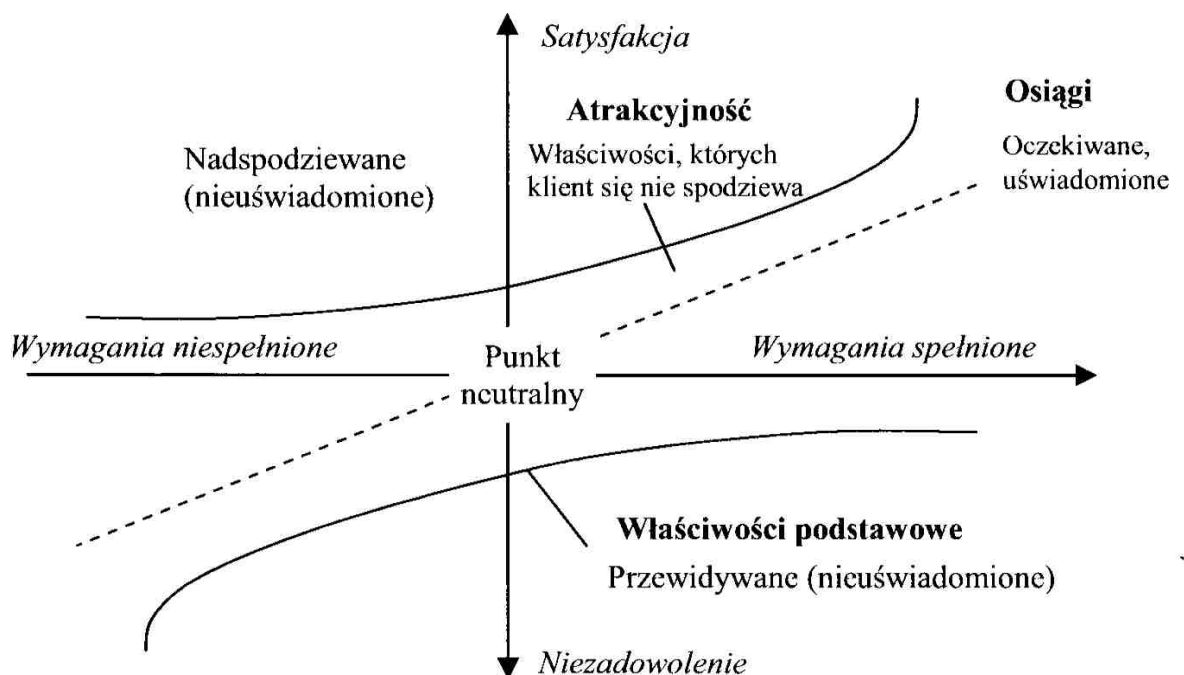 Satysfakcja
Atrakcyjność
Właściwości, których
klient się nie spodziewa
Osiągi
Oczekiwane,
uświadomione
Nadspodziewane
(nieuświadomione)
Wymagania niespełnione
Wymagania spełnione
Punkt
neutralny
Właściwości podstawowe
Przewidywane (nieuświadomione)
Niezadowolenie